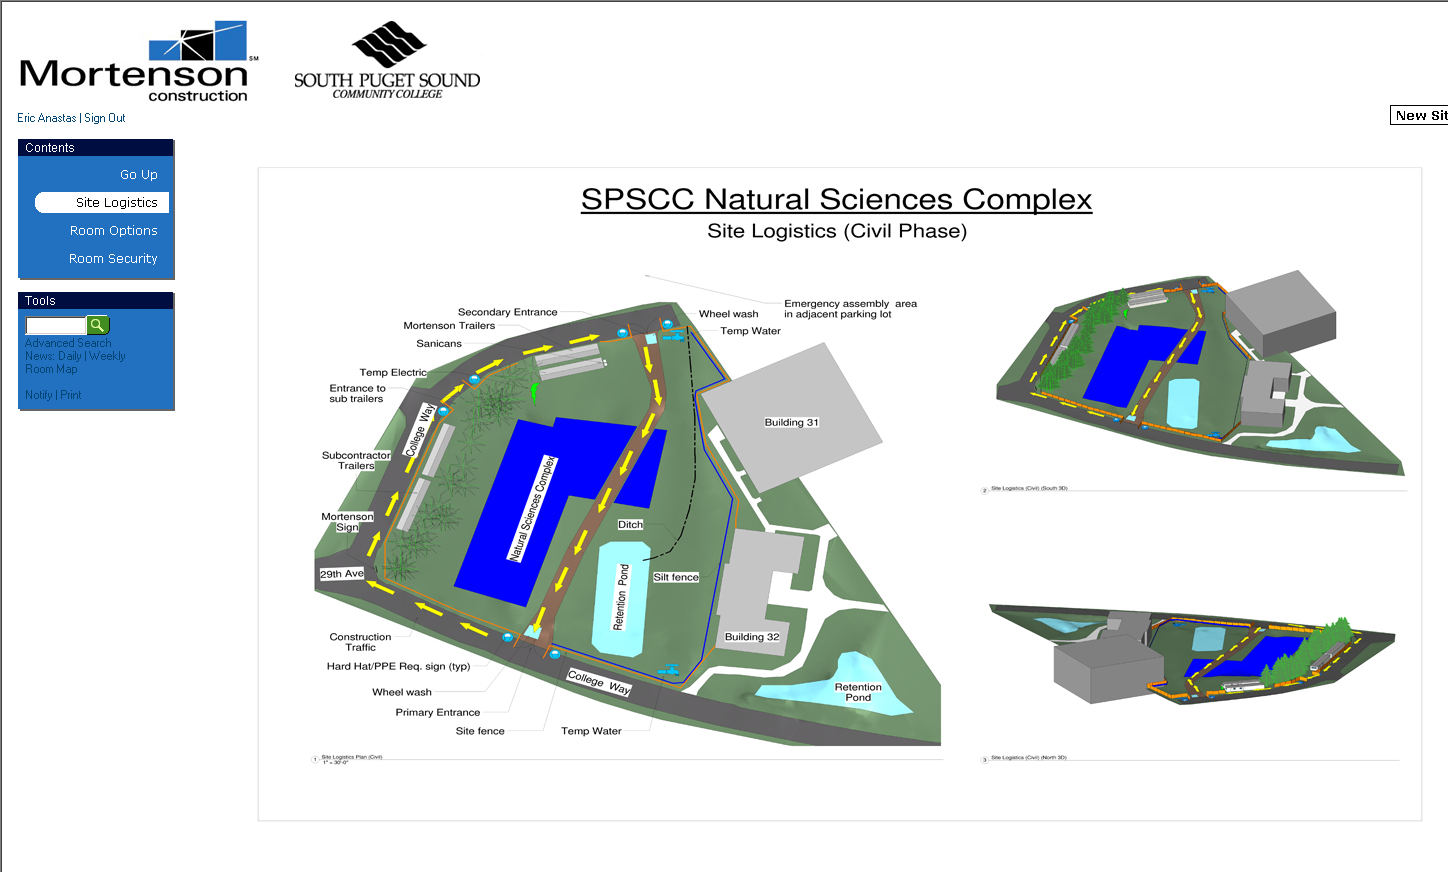 Mortenson
SM
construction
SOUTH PUGET SOUND
COMMUNITY COLLEGE
Eric Anastas | Sign Out
New Sit
Contents
Go Up
Site Logistics
Room Options
Room Security
Tools
Advanced Search
News: Daily | Weekly
Room Map
Notify | Print
SPSCC Natural Sciences Complex
Site Logistics (Civil Phase)
Emergency assembly area
in adjacent parking lot
Secondary Entrance
Wheel wash
Mortenson Trailers
Temp Water
Sanicans
Temp Electric
Entrance to
sub trailers
College Way
Building 31
Subcontractor
Trailers
Natural Sciences Complex
Mortenson
Sign
Ditch
29th Ave
Silt fence
Retention Pond
Construction
Traffic
Building 32
Hard Hat/PPE Req. sign (typ)
College Way
Retention
Pond
Wheel wash
Primary Entrance
Site fence
Temp Water
1
Site Logistics Plan (Civil)
1" = 30'-0"
2
Site Logistics (Civil) (South 3D)
3
Site Logistics (Civil) (North 3D)